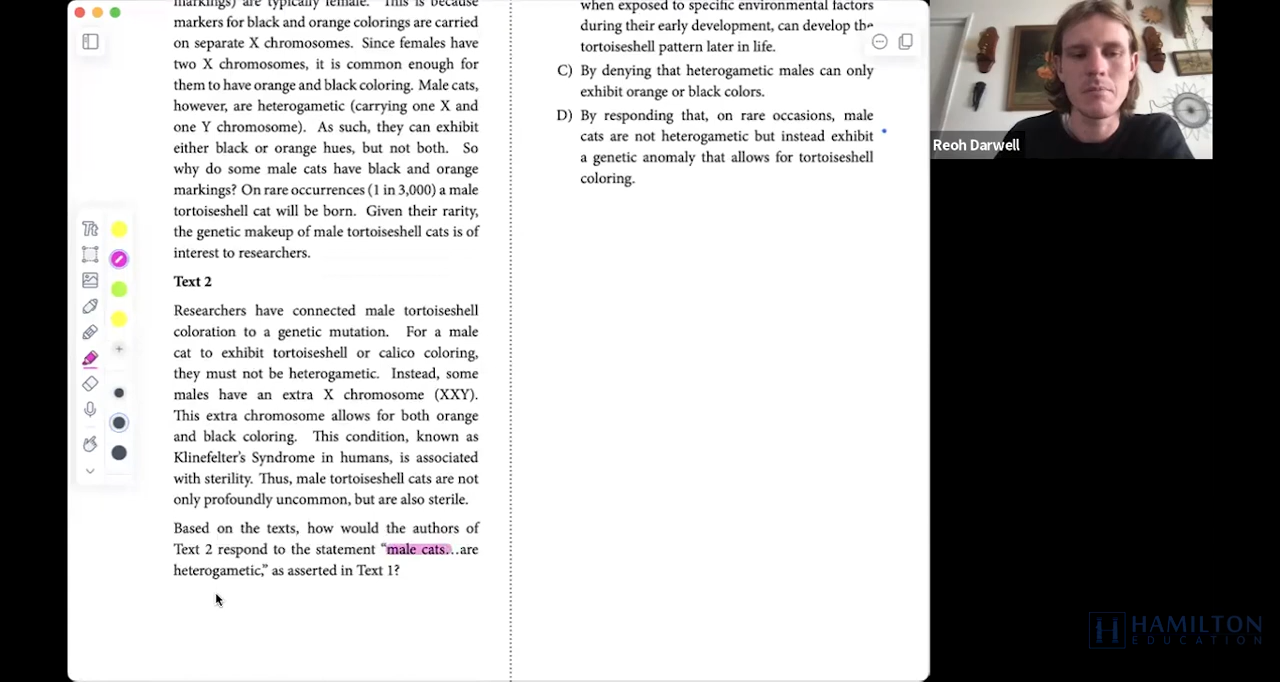 markings) are typically female. This is because
markers for black and orange colorings are carried
on separate X chromosomes. Since females have
two X chromosomes, it is common enough for
them to have orange and black coloring. Male cats,
however, are heterogametic (carrying one X and
one Y chromosome). As such, they can exhibit
either black or orange hues, but not both. So
why do some male cats have black and orange
markings? On rare occurrences (1 in 3,000) a male
tortoiseshell cat will be born. Given their rarity,
the genetic makeup of male tortoiseshell cats is of
interest to researchers.
Text 2
Researchers have connected male tortoiseshell
coloration to a genetic mutation. For a male
cat to exhibit tortoiseshell or calico coloring,
they must not be heterogametic. Instead, some
males have an extra X chromosome (XXY).
This extra chromosome allows for both orange
and black coloring. This condition, known as
Klinefelter's Syndrome in humans, is associated
with sterility. Thus, male tortoiseshell cats are not
only profoundly uncommon, but are also sterile.
Based on the texts, how would the authors of
Text 2 respond to the statement “male cats...are
heterogametic,” as asserted in Text 1?
when exposed to specific environmental factors
during their early development, can develop the
tortoiseshell pattern later in life.
C) By denying that heterogametic males can only
exhibit orange or black colors.
D) By responding that, on rare occasions, male
cats are not heterogametic but instead exhibit
a genetic anomaly that allows for tortoiseshell
coloring.
Tt
Reoh Darwell
HAMILTON
EDUCATION